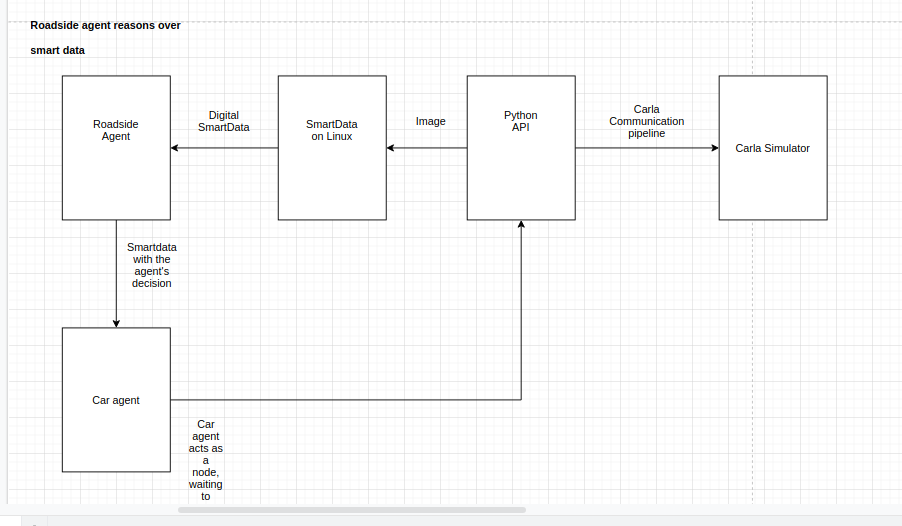 Roadside agent reasons over
smart data
Roadside
Agent
Digital
SmartData
SmartData
on Linux
Image
Python
API
Carla
Communication
pipeline
Carla Simulator
Smartdata
with the
agent's
decision
Car agent
Car
agent
acts as
a
node,
waiting
to